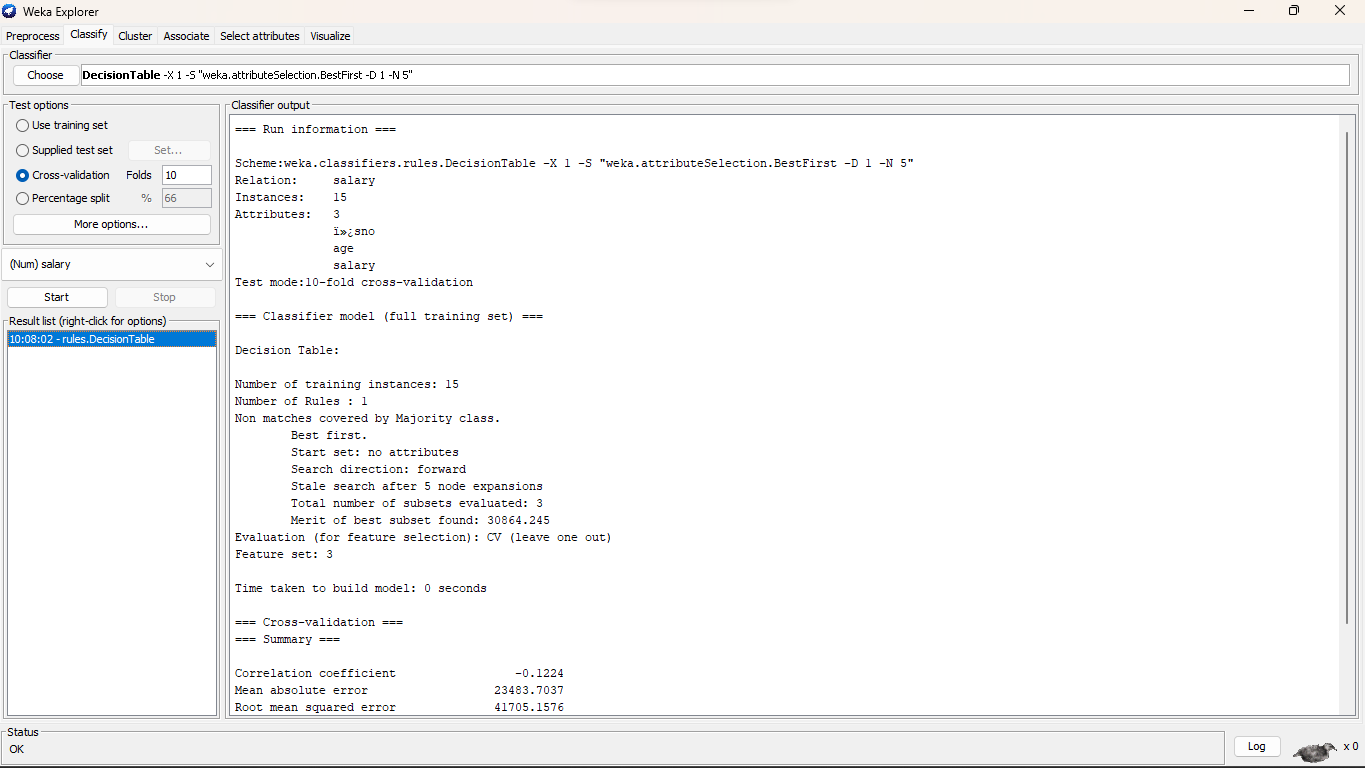 Weka Explorer
Preprocess Classify Cluster Associate Select attributes Visualize
Classifier
Choose DecisionTable -X 1 -S "weka.attributeSelection.BestFirst -D 1 -N 5"
Test options
Use training set
Supplied test set Set...
Cross-validation Folds 10
Percentage split % 66
More options...
(Num) salary
Start Stop
Result list (right-click for options)
10:08:02 - rules.DecisionTable
Classifier output
=== Run information ===
Scheme:weka.classifiers.rules.DecisionTable -X 1 -S "weka.attributeSelection.BestFirst -D 1 -N 5"
Relation: salary
Instances: 15
Attributes: 3
ï»¿sno
age
salary
Test mode:10-fold cross-validation
=== Classifier model (full training set) ===
Decision Table:
Number of training instances: 15
Number of Rules : 1
Non matches covered by Majority class.
Best first.
Start set: no attributes
Search direction: forward
Stale search after 5 node expansions
Total number of subsets evaluated: 3
Merit of best subset found: 30864.245
Evaluation (for feature selection): CV (leave one out)
Feature set: 3
Time taken to build model: 0 seconds
=== Cross-validation ===
=== Summary ===
Correlation coefficient -0.1224
Mean absolute error 23483.7037
Root mean squared error 41705.1576
Status
OK
Log x 0